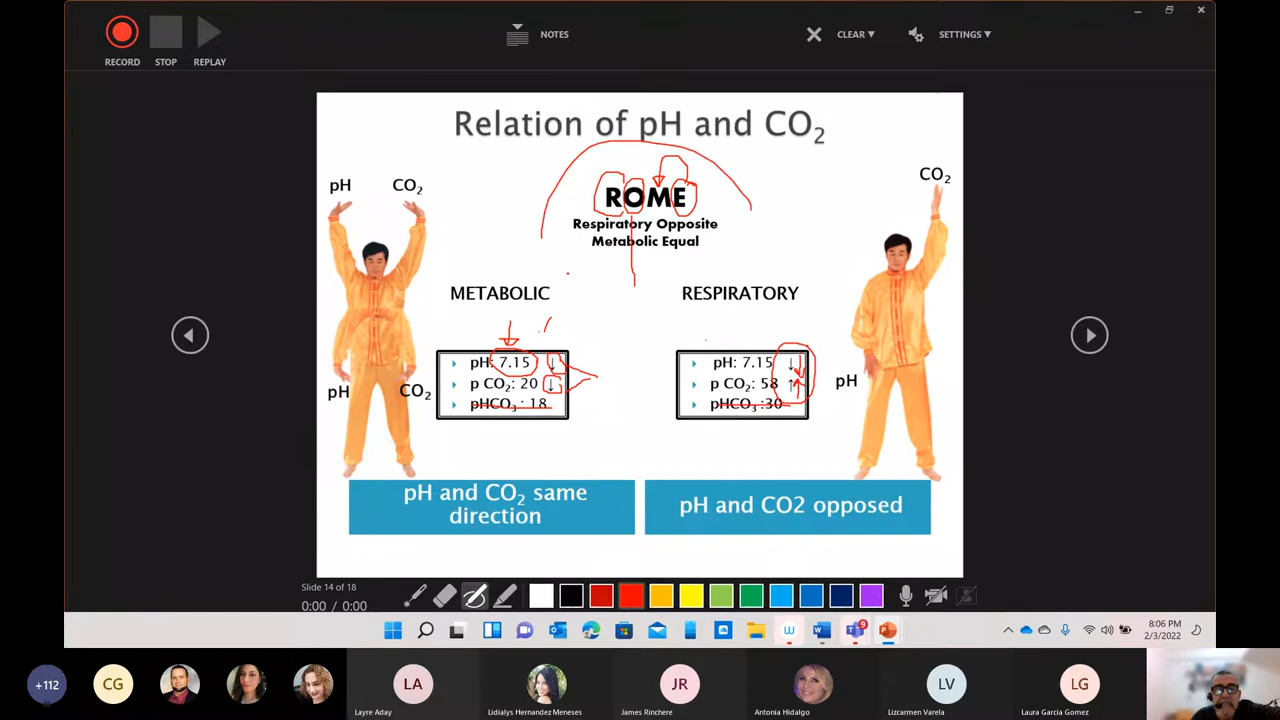 NOTES
CLEAR ▼
SETTINGS ▼
RECORD
STOP
REPLAY
Relation of pH and CO₂
pH
CO₂
CO₂
ROME
Respiratory Opposite
Metabolic Equal
METABOLIC
RESPIRATORY
pH: 7.15 ↓
p CO₂: 20 ↓
pHCO₃ : 18
pH: 7.15 ↓
p CO₂: 58 ↑
pHCO₃ :30
pH
CO₂
pH
pH and CO₂ same
direction
pH and CO2 opposed
Slide 14 of 18
0:00 / 0:00
9
8:06 PM
2/3/2022
+112
CG
LA
JR
LV
LG
Layre Aday
Lidialys Hernandez Meneses
James Rinchere
Antonia Hidalgo
Lizcarmen Varela
Laura Garcia Gomez